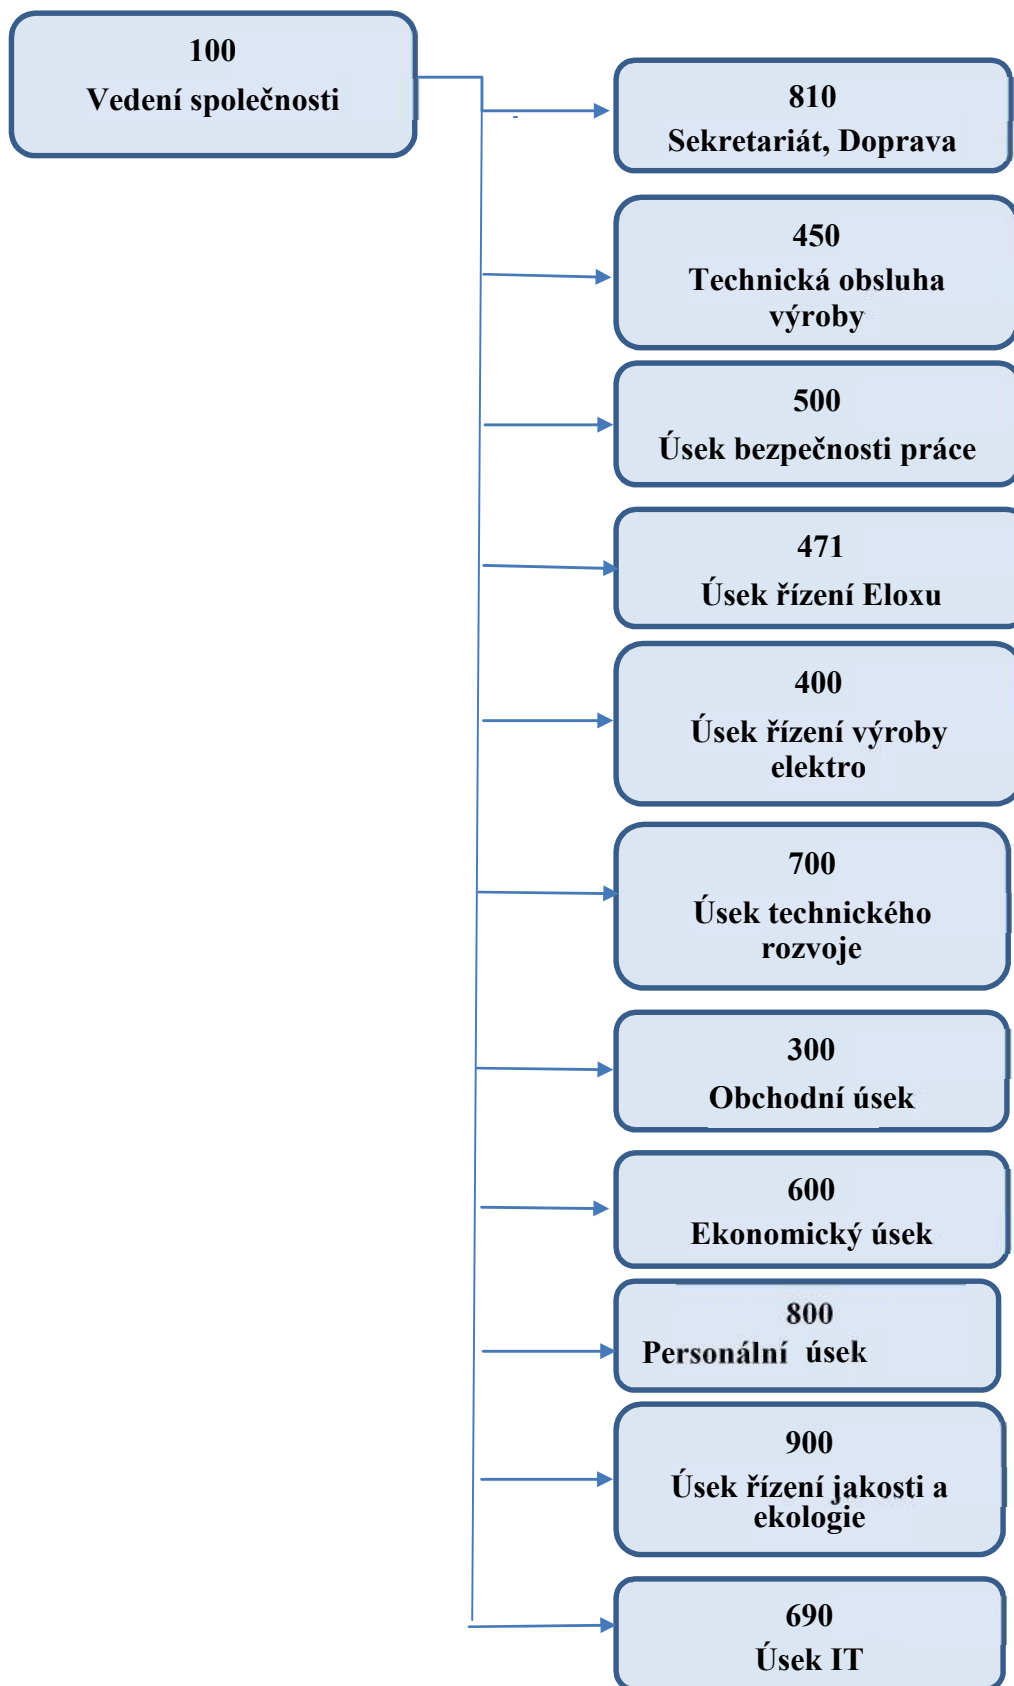 100
Vedení společnosti
810
Sekretariát, Doprava
450
Technická obsluha
výroby
500
Úsek bezpečnosti práce
471
Úsek řízení Eloxu
400
Úsek řízení výroby
elektro
700
Úsek technického
rozvoje
300
Obchodní úsek
600
Ekonomický úsek
800
Personální úsek
900
Úsek řízení jakosti a
ekologie
690
Úsek IT